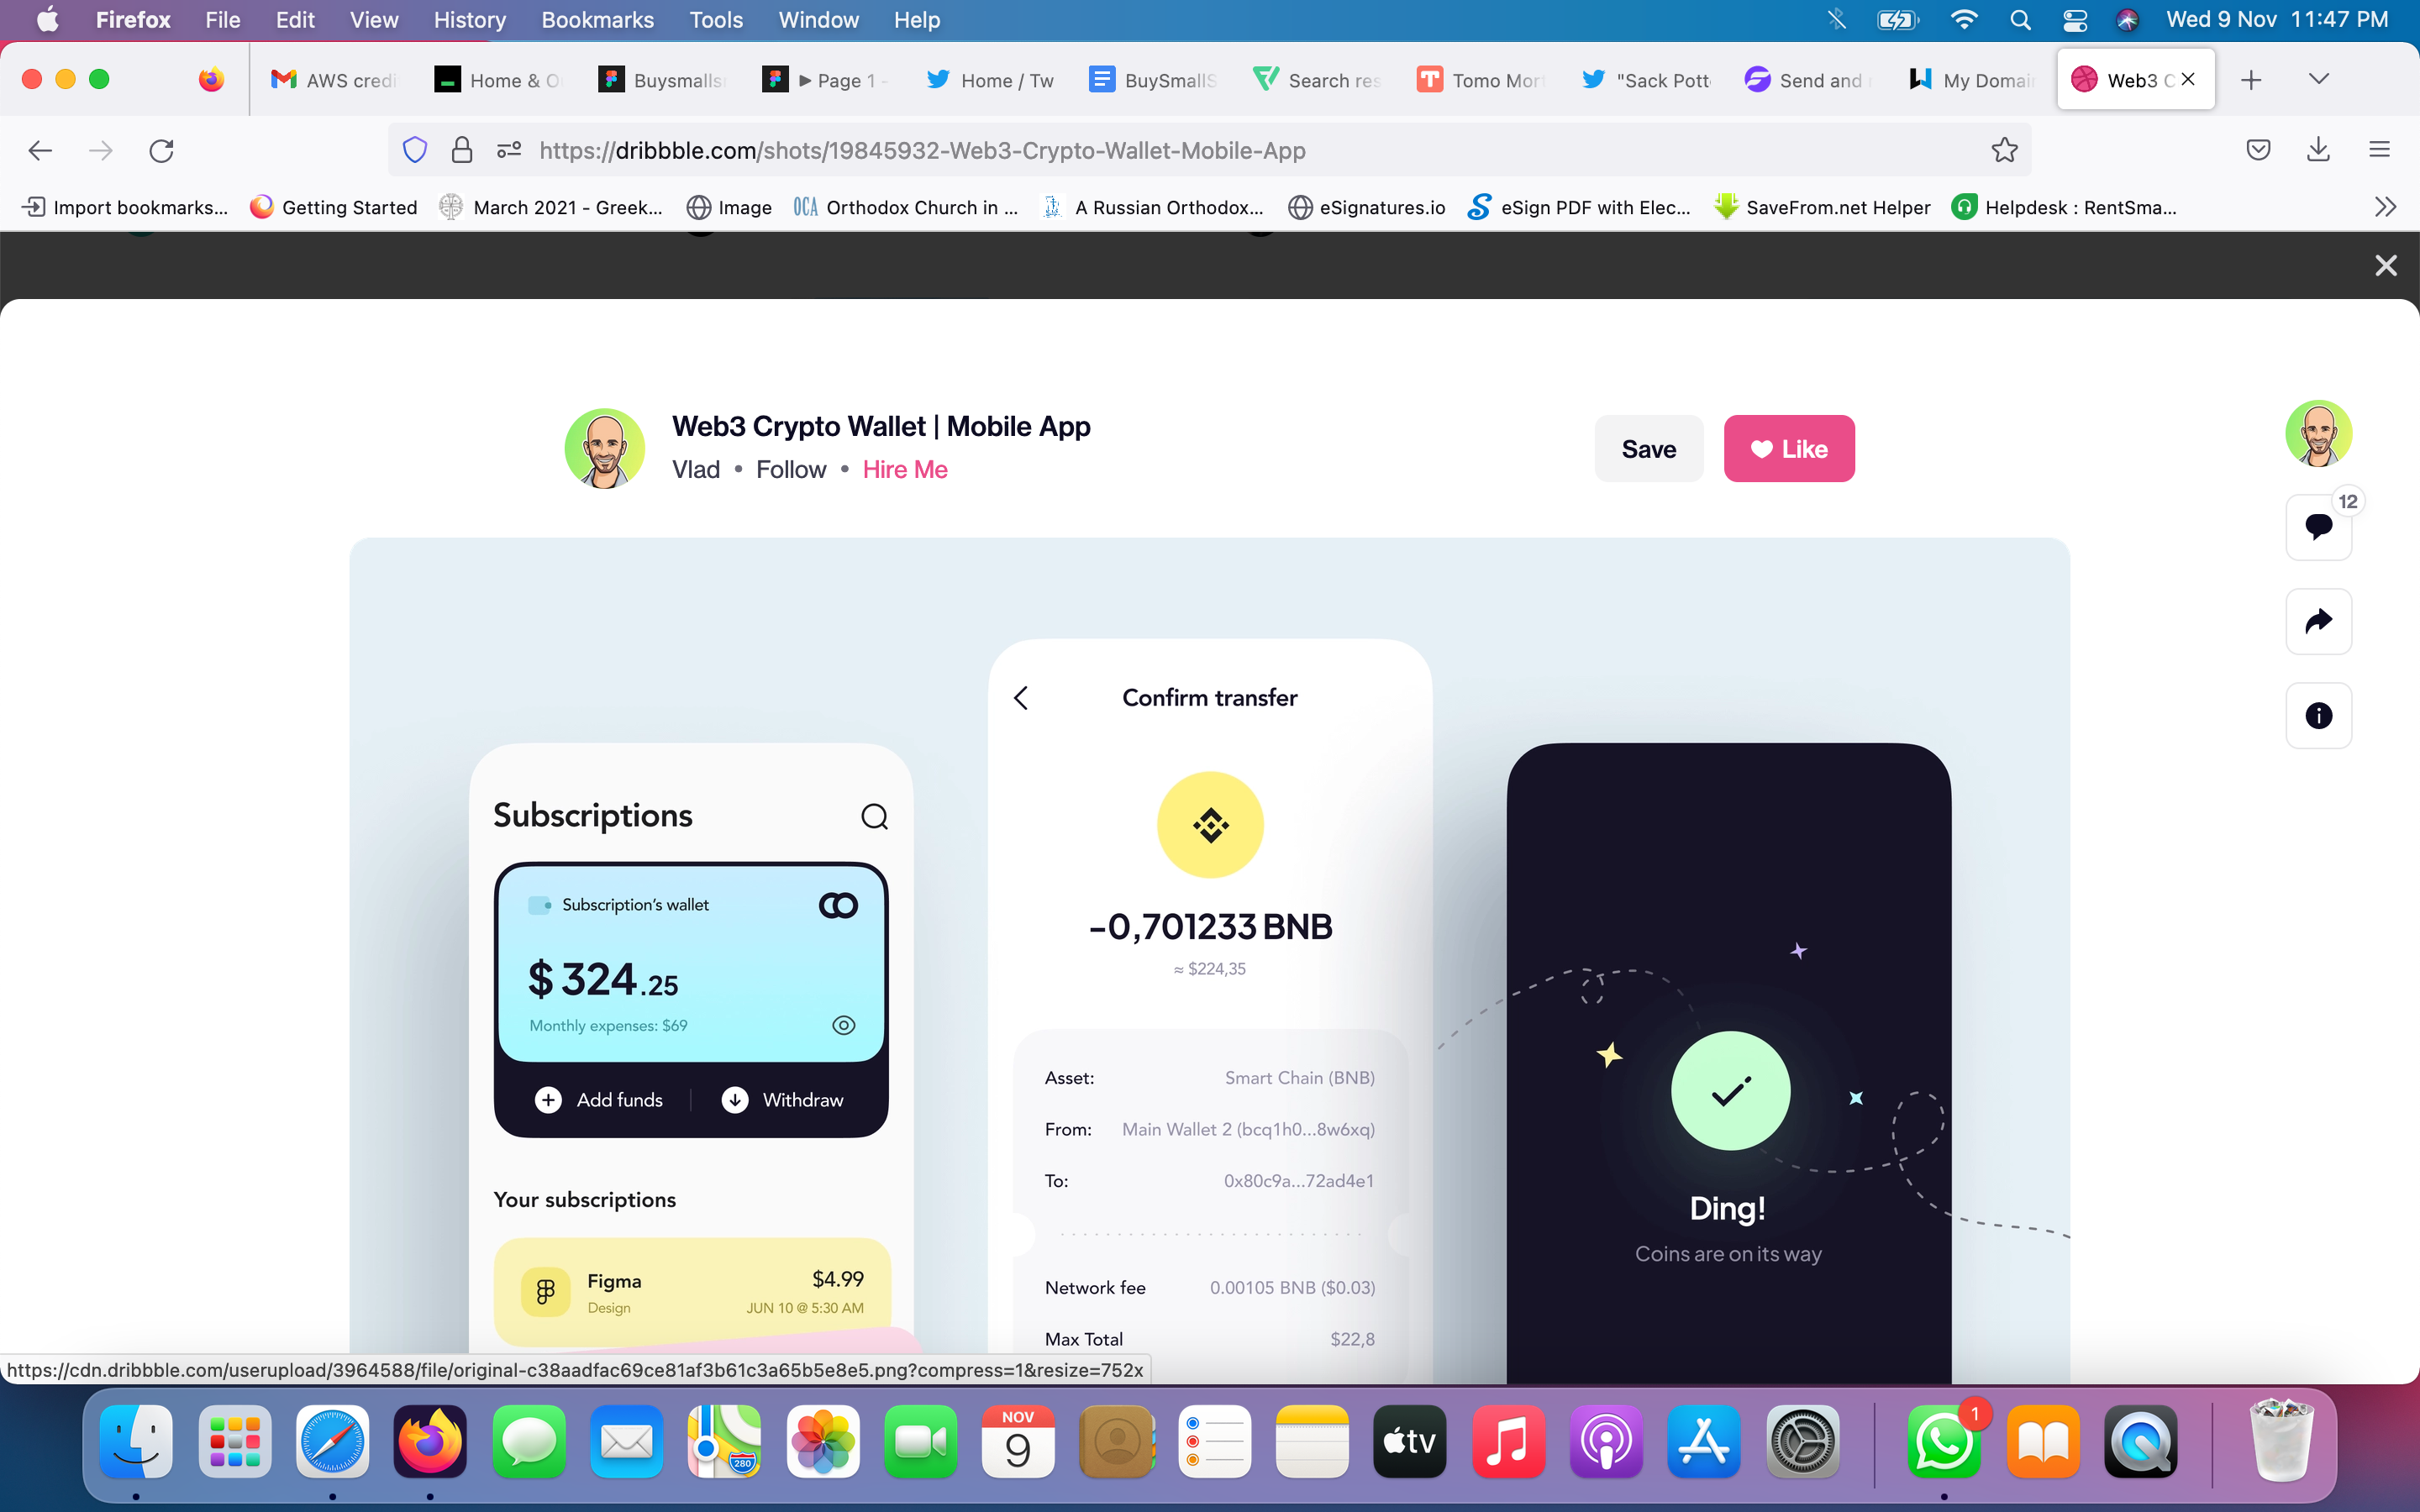 Firefox File Edit View History Bookmarks Tools Window Help Wed 9 Nov 11:47 PM
AWS credi Home & O Buysmalls Page 1 - Home / Tw BuySmallS Search res Tomo Mor "Sack Pott Send and My Domai Web3 C
https://dribbble.com/shots/19845932-Web3-Crypto-Wallet-Mobile-App
Import bookmarks... Getting Started March 2021 - Greek... Image OCA Orthodox Church in ... A Russian Orthodox... eSignatures.io eSign PDF with Elec... SaveFrom.net Helper Helpdesk : RentSma...
Web3 Crypto Wallet | Mobile App
Vlad • Follow • Hire Me
Save Like
12
Subscriptions
Subscription's wallet
$ 324.25
Monthly expenses: $69
Add funds Withdraw
Your subscriptions
Figma $4.99
Design JUN 10 @ 5:30 AM
Confirm transfer
-0,701233 BNB
≈ $224,35
Asset: Smart Chain (BNB)
From: Main Wallet 2 (bcq1h0...8w6xq)
To: 0x80c9a...72ad4e1
Network fee 0.00105 BNB ($0.03)
Max Total $22,8
Ding!
Coins are on its way
https://cdn.dribbble.com/userupload/3964588/file/original-c38aadfac69ce81af3b61c3a65b5e8e5.png?compress=1&resize=752x
280
NOV
9
tv
1